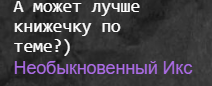 А может лучше
книжечку по
теме?)
Необыкновенный Икс